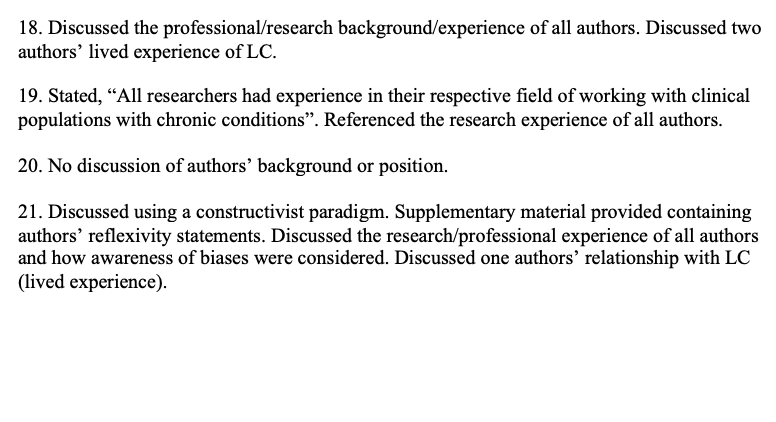 18. Discussed the professional/research background/experience of all authors. Discussed two
authors’ lived experience of LC.
19. Stated, “All researchers had experience in their respective field of working with clinical
populations with chronic conditions”. Referenced the research experience of all authors.
20. No discussion of authors’ background or position.
21. Discussed using a constructivist paradigm. Supplementary material provided containing
authors’ reflexivity statements. Discussed the research/professional experience of all authors
and how awareness of biases were considered. Discussed one authors’ relationship with LC
(lived experience).